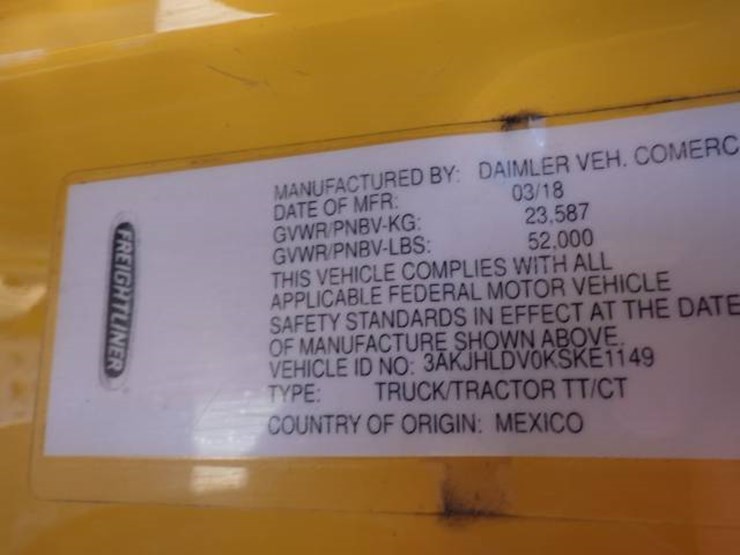 FREIGHTLINER
MANUFACTURED BY: DAIMLER VEH. COMERC
DATE OF MFR: 03/18
GVWR/PNBV-KG: 23,587
GVWR/PNBV-LBS: 52,000
THIS VEHICLE COMPLIES WITH ALL
APPLICABLE FEDERAL MOTOR VEHICLE
SAFETY STANDARDS IN EFFECT AT THE DATE
OF MANUFACTURE SHOWN ABOVE.
VEHICLE ID NO: 3AKJHLDV0KSKE1149
TYPE: TRUCK/TRACTOR TT/CT
COUNTRY OF ORIGIN: MEXICO